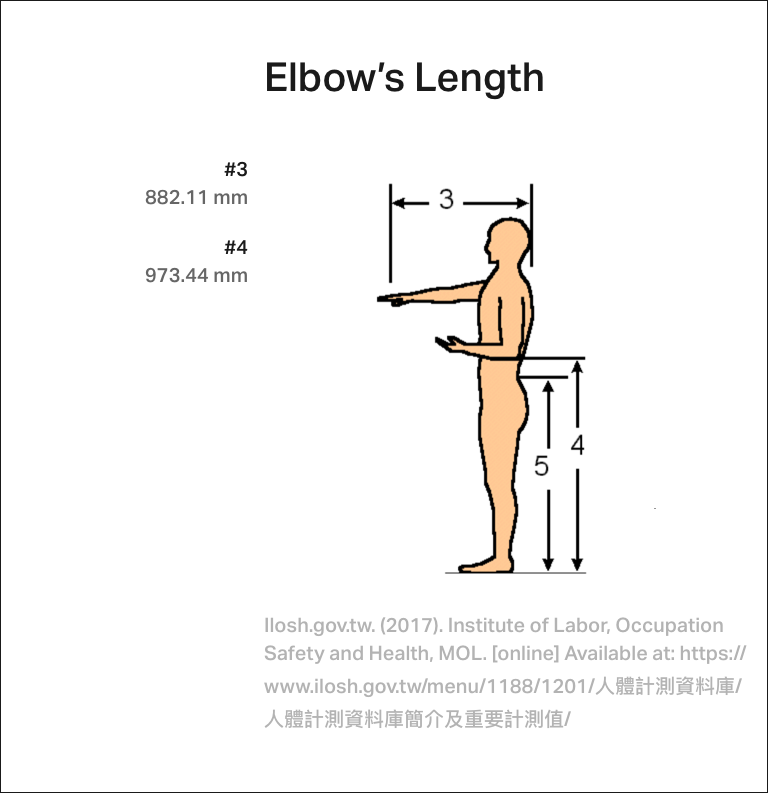 Elbow’s Length
#3
882.11 mm
#4
973.44 mm
3
4
5
Ilosh.gov.tw. (2017). Institute of Labor, Occupation
Safety and Health, MOL. [online] Available at: https://
www.ilosh.gov.tw/menu/1188/1201/人體計測資料庫/
人體計測資料庫簡介及重要計測值/